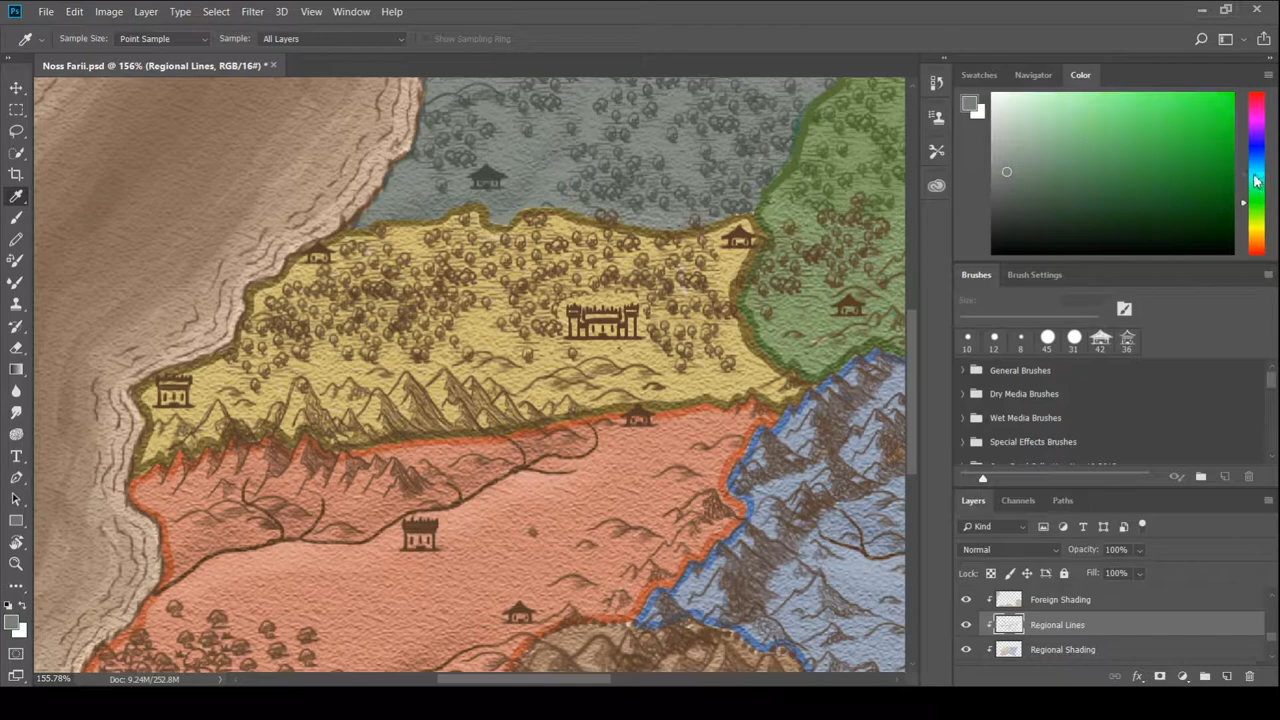 Ps File Edit Image Layer Type Select Filter 3D View Window Help
Sample Size: Point Sample Sample: All Layers Show Sampling Ring
Noss Farii.psd @ 156% (Regional Lines, RGB/16#) * ×
Swatches Navigator Color
Brushes Brush Settings
Size:
10 12 8 45 31 42 36
General Brushes
Dry Media Brushes
Wet Media Brushes
Special Effects Brushes
Layers Channels Paths
Kind
Normal Opacity: 100%
Lock: Fill: 100%
Foreign Shading
Regional Lines
Regional Shading
155.78% Doc: 9.24M/252.8M